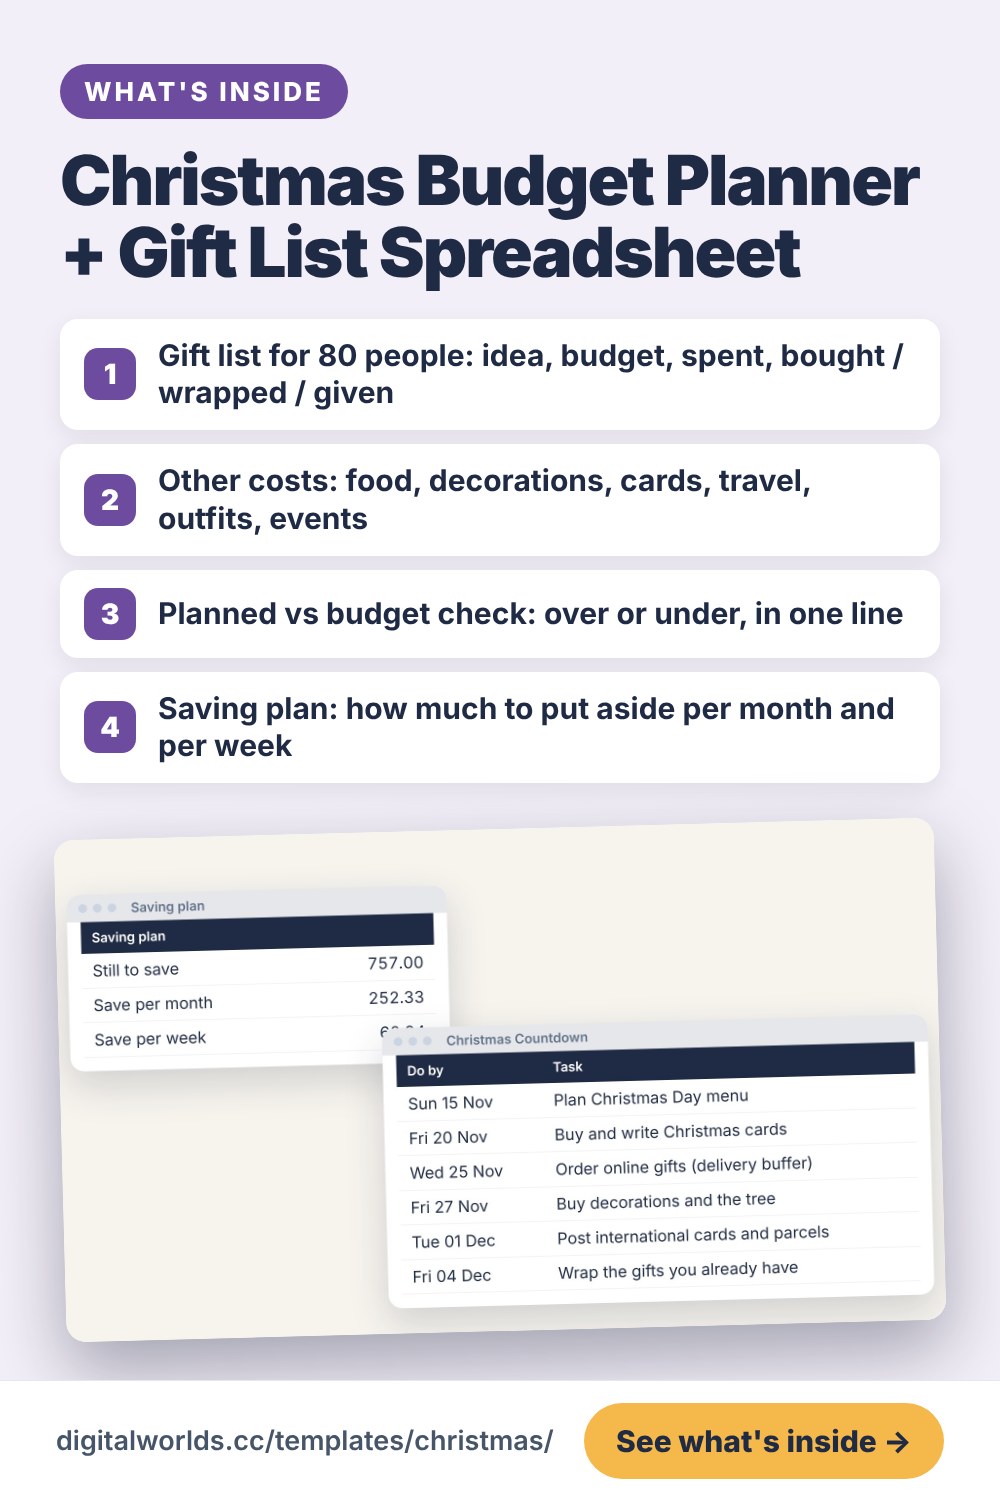 WHAT'S INSIDE
Christmas Budget Planner
+ Gift List Spreadsheet
1
Gift list for 80 people: idea, budget, spent, bought /
wrapped / given
2
Other costs: food, decorations, cards, travel,
outfits, events
3
Planned vs budget check: over or under, in one line
4
Saving plan: how much to put aside per month and
per week
Saving plan
Saving plan
Still to save 757.00
Save per month 252.33
Save per week
Christmas Countdown
Do by Task
Sun 15 Nov Plan Christmas Day menu
Fri 20 Nov Buy and write Christmas cards
Wed 25 Nov Order online gifts (delivery buffer)
Fri 27 Nov Buy decorations and the tree
Tue 01 Dec Post international cards and parcels
Fri 04 Dec Wrap the gifts you already have
digitalworlds.cc/templates/christmas/
See what's inside →